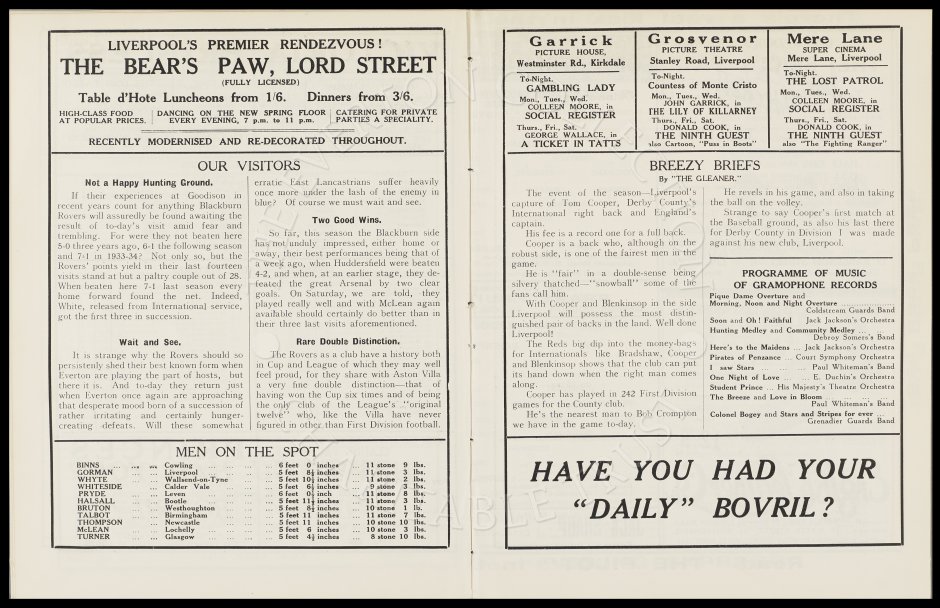 LIVERPOOL'S PREMIER RENDEZVOUS!
THE BEAR'S PAW, LORD STREET
(FULLY LICENSED)
Table d'Hote Luncheons from 1/6. Dinners from 3/6.
HIGH-CLASS FOOD
AT POPULAR PRICES.
DANCING ON THE NEW SPRING FLOOR
EVERY EVENING, 7 p.m. to 11 p.m.
CATERING FOR PRIVATE
PARTIES A SPECIALITY.
RECENTLY MODERNISED AND RE-DECORATED THROUGHOUT.
OUR VISITORS
Not a Happy Hunting Ground.
If their experiences at Goodison in
recent years count for anything Blackburn
Rovers will assuredly be found awaiting the
result of to-day's visit amid fear and
trembling. For were they not beaten here
5-0 three years ago, 6-1 the following season
and 7-1 in 1933-34? Not only so, but the
Rovers' points yield in their last fourteen
visits stand at but a paltry couple out of 28.
When beaten here 7-1 last season every
home forward found the net. Indeed,
White, released from International service,
got the first three in succession.
Wait and See.
It is strange why the Rovers should so
persistenly shed their best known form when
Everton are playing the part of hosts, but
there it is. And to-day they return just
when Everton once again are approaching
that desperate mood born of a succession of
rather irritating and certainly hunger-
creating defeats. Will these somewhat
erratic East Lancastrians suffer heavily
once more under the lash of the enemy in
blue? Of course we must wait and see.
Two Good Wins.
So far, this season the Blackburn side
has not unduly impressed, either home or
away, their best performances being that of
a week ago, when Huddersfield were beaten
4-2, and when, at an earlier stage, they de-
feated the great Arsenal by two clear
goals. On Saturday, we are told, they
played really well and with McLean again
available should certainly do better than in
their three last visits aforementioned.
Rare Double Distinction.
The Rovers as a club have a history both
in Cup and League of which they may well
feel proud, for they share with Aston Villa
a very fine double distinction—that of
having won the Cup six times and of being
the only club of the League's "original
twelve" who, like the Villa have never
figured in other than First Division football.
MEN ON THE SPOT
BINNS ... ... ... Cowling ... ... ... 6 feet 0 inches ... 11 stone 9 lbs.
GORMAN ... ... Liverpool ... ... 5 feet 8½ inches ... 11 stone 3 lbs.
WHYTE ... ... Wallsend-on-Tyne ... 5 feet 10½ inches ... 11 stone 2 lbs.
WHITESIDE ... ... Calder Vale ... ... 5 feet 6½ inches ... 9 stone 3 lbs.
PRYDE ... ... Leven ... ... 6 feet 0½ inch ... 11 stone 8 lbs.
HALSALL ... ... Bootle ... ... 5 feet 11½ inches ... 11 stone 3 lbs.
BRUTON ... ... Westhoughton ... ... 5 feet 8½ inches ... 10 stone 1 lb.
TALBOT ... ... Birmingham ... ... 5 feet 11 inches ... 11 stone 7 lbs.
THOMPSON ... ... Newcastle ... ... 5 feet 11 inches ... 10 stone 10 lbs.
McLEAN ... ... Lochelly ... ... 5 feet 6 inches ... 10 stone 3 lbs.
TURNER ... ... Glasgow ... ... 5 feet 4½ inches ... 8 stone 10 lbs.
Garrick
PICTURE HOUSE,
Westminster Rd., Kirkdale
To-Night.
GAMBLING LADY
Mon., Tues., Wed.
COLLEEN MOORE, in
SOCIAL REGISTER
Thurs., Fri., Sat.
GEORGE WALLACE, in
A TICKET IN TATTS
Grosvenor
PICTURE THEATRE
Stanley Road, Liverpool
To-Night.
Countess of Monte Cristo
Mon., Tues., Wed.
JOHN GARRICK, in
THE LILY OF KILLARNEY
Thurs., Fri., Sat.
DONALD COOK, in
THE NINTH GUEST
also Cartoon, "Puss in Boots"
Mere Lane
SUPER CINEMA
Mere Lane, Liverpool
To-Night.
THE LOST PATROL
Mon., Tues., Wed.
COLLEEN MOORE, in
SOCIAL REGISTER
Thurs., Fri., Sat.
DONALD COOK, in
THE NINTH GUEST
also "The Fighting Ranger"
BREEZY BRIEFS
By "THE GLEANER."
The event of the season—Liverpool's
capture of Tom Cooper, Derby County's
International right back and England's
captain.
His fee is a record one for a full back.
Cooper is a back who, although on the
robust side, is one of the fairest men in the
game.
He is "fair" in a double-sense being
silvery thatched—"snowball" some of the
fans call him.
With Cooper and Blenkinsop in the side
Liverpool will possess the most distin-
guished pair of backs in the land. Well done
Liverpool!
The Reds big dip into the money-bags
for Internationals like Bradshaw, Cooper
and Blenkinsop shows that the club can put
its hand down when the right man comes
along.
Cooper has played in 242 First Division
games for the County club.
He's the nearest man to Bob Crompton
we have in the game to-day.
He revels in his game, and also in taking
the ball on the volley.
Strange to say Cooper's first match at
the Baseball ground, as also his last there
for Derby County in Division I was made
against his new club, Liverpool.
PROGRAMME OF MUSIC
OF GRAMOPHONE RECORDS
Pique Dame Overture and
Morning, Noon and Night Overture ... ...
Coldstream Guards Band
Soon and Oh! Faithful Jack Jackson's Orchestra
Hunting Medley and Community Medley ... ...
Debroy Somers's Band
Here's to the Maidens ... Jack Jackson's Orchestra
Pirates of Penzance ... Court Symphony Orchestra
I saw Stars ... Paul Whiteman's Band
One Night of Love ... ... E. Duchin's Orchestra
Student Prince ... His Majesty's Theatre Orchestra
The Breeze and Love in Bloom ... ...
Paul Whiteman's Band
Colonel Bogey and Stars and Stripes for ever ...
Grenadier Guards Band
HAVE YOU HAD YOUR
"DAILY" BOVRIL?